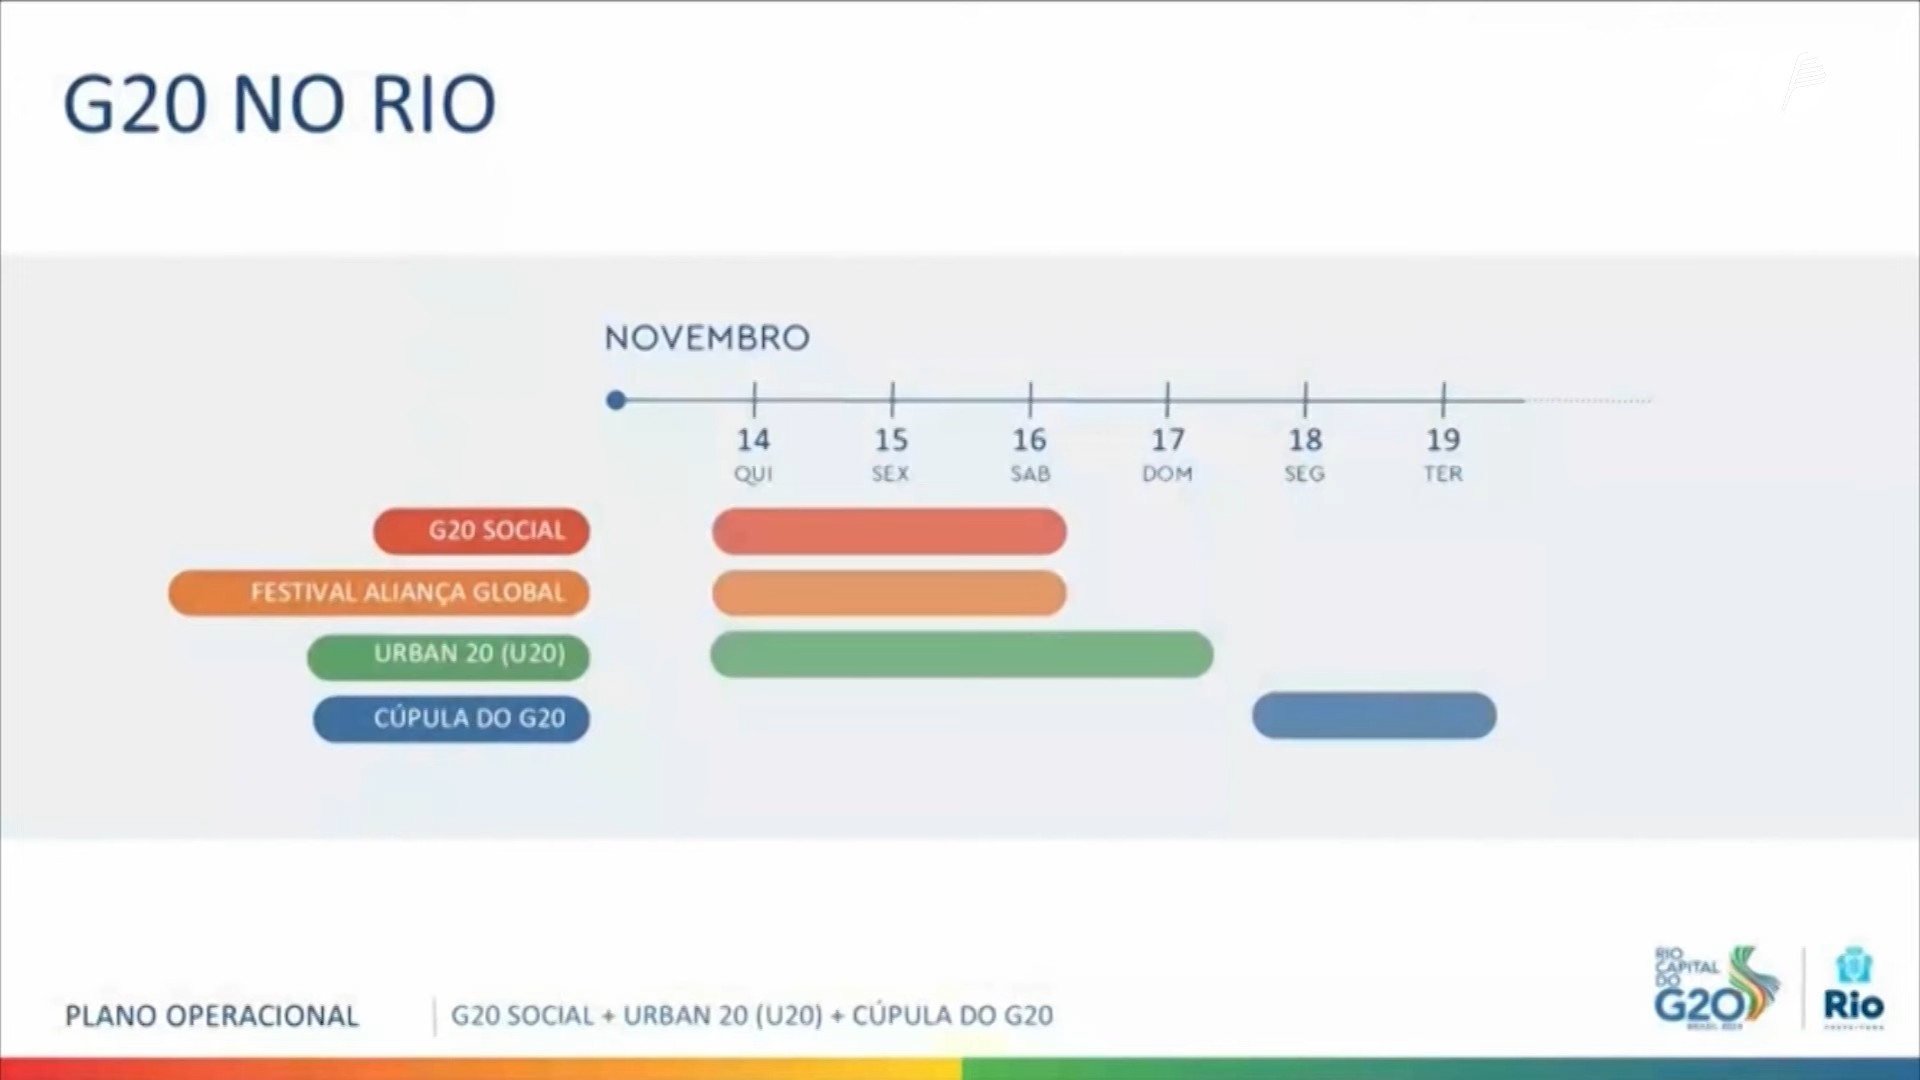 G20 NO RIO
NOVEMBRO
14 15 16 17 18 19
QUI SEX SAB DOM SEG TER
G20 SOCIAL
FESTIVAL ALIANÇA GLOBAL
URBAN 20 (U20)
CÚPULA DO G20
PLANO OPERACIONAL
G20 SOCIAL + URBAN 20 (U20) + CÚPULA DO G20
RIO
CAPITAL
DO
G20
Rio